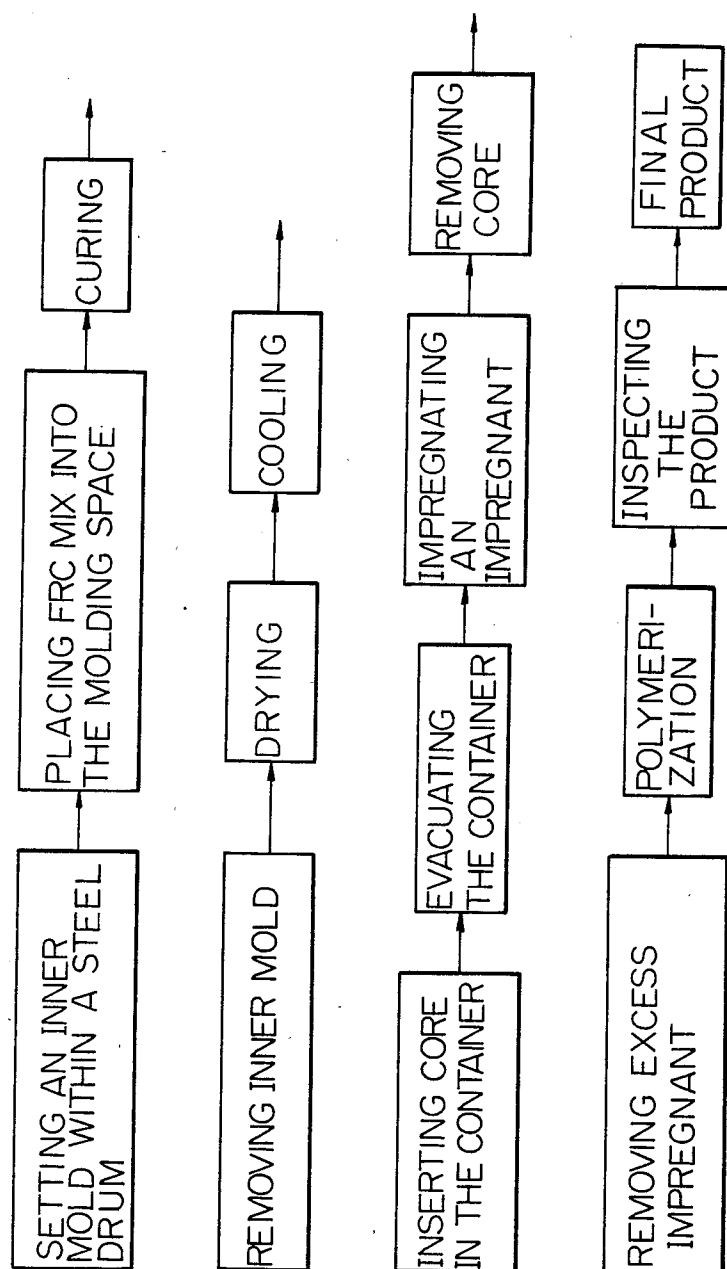 SETTING AN INNER
MOLD WITHIN A STEEL
DRUM
PLACING FRC MIX INTO
THE MOLDING SPACE
CURING
REMOVING INNER MOLD
DRYING
COOLING
INSERTING CORE
IN THE CONTAINER
EVACUATING
THE CONTAINER
IMPREGNATING
AN
IMPREGNANT
REMOVING
CORE
REMOVING EXCESS
IMPREGNANT
POLYMERI-
ZATION
INSPECTING
THE
PRODUCT
FINAL
PRODUCT